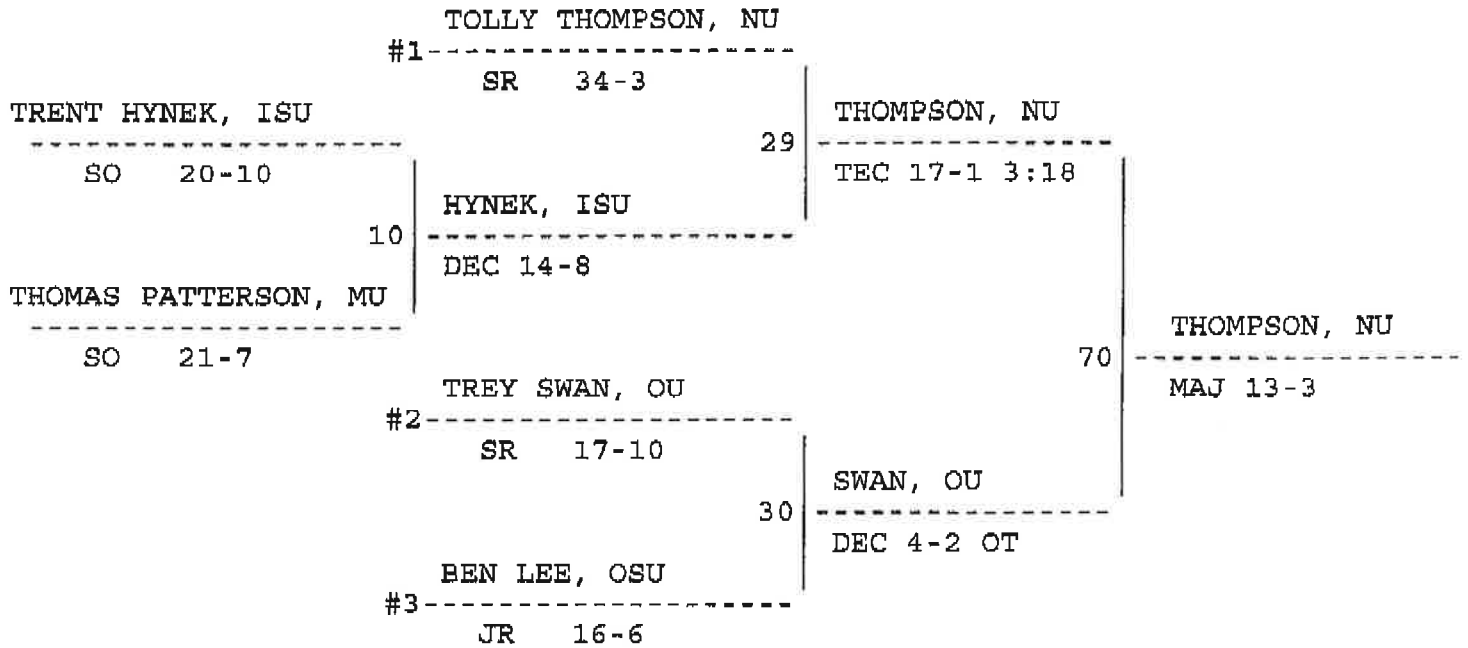 TOLLY THOMPSON, NU
#1
SR 34-3
TRENT HYNEK, ISU
SO 20-10
THOMPSON, NU
29
TEC 17-1 3:18
HYNEK, ISU
10
DEC 14-8
THOMAS PATTERSON, MU
SO 21-7
THOMPSON, NU
70
MAJ 13-3
TREY SWAN, OU
#2
SR 17-10
SWAN, OU
30
DEC 4-2 OT
BEN LEE, OSU
#3
JR 16-6